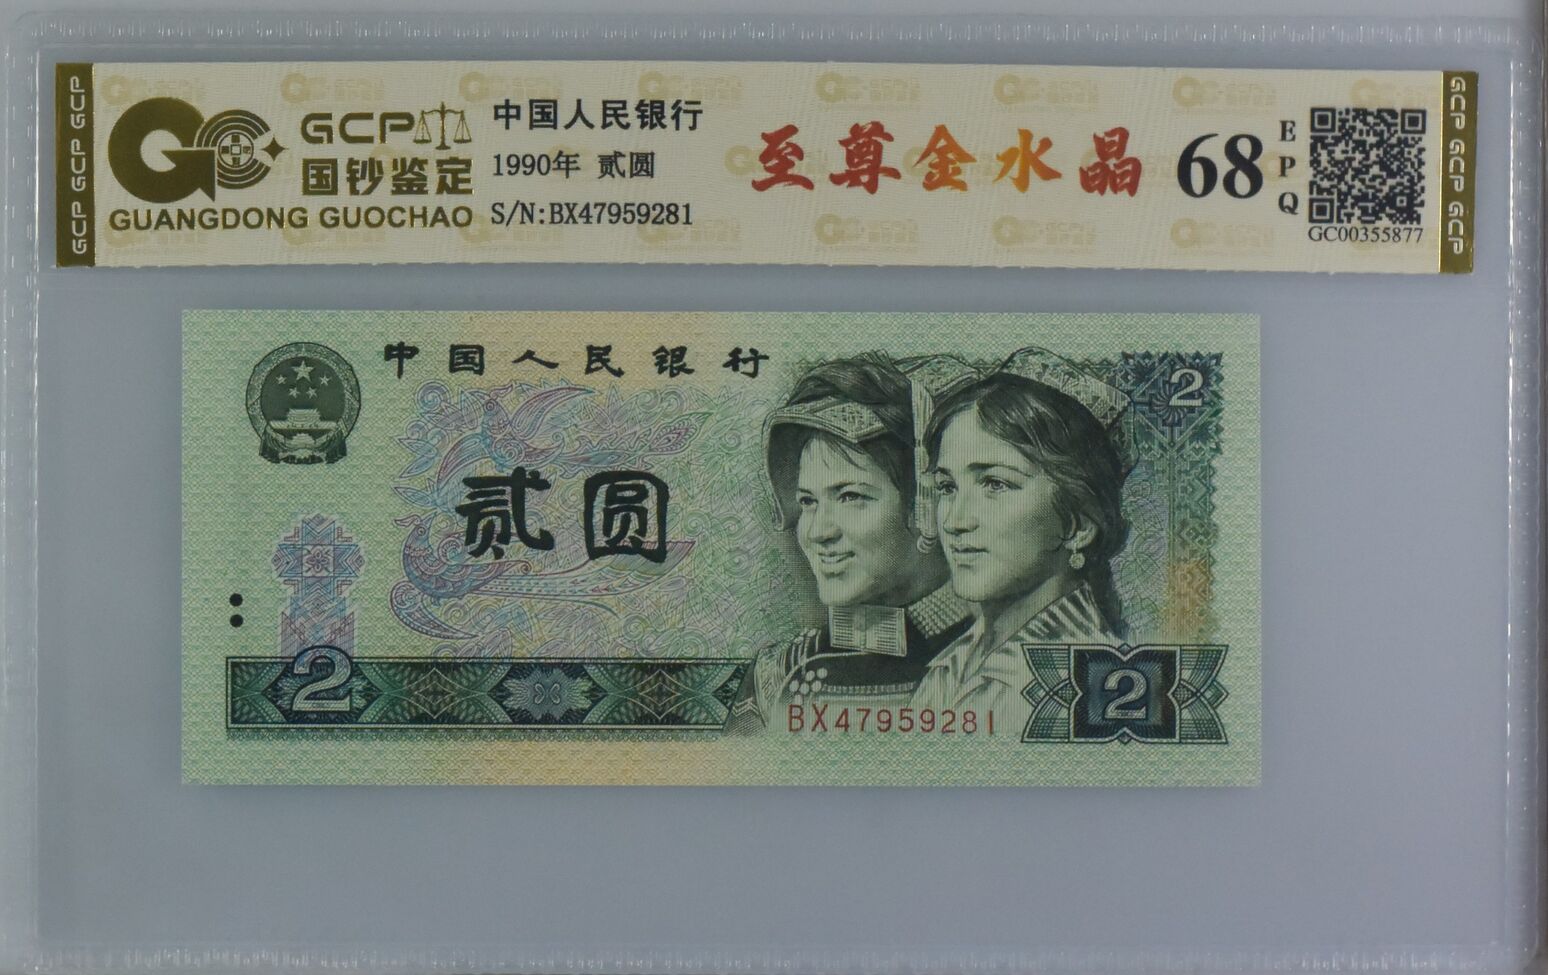 GCP GCP GCP
GCP
国钞鉴定
GUANGDONG GUOCHAO
中国人民银行
1990年 贰圆
S/N:BX47959281
至尊金水晶
68
EPQ
GC00355877
GCP GCP GCP
中国人民银行
2
贰圆
2
BX47959281
2